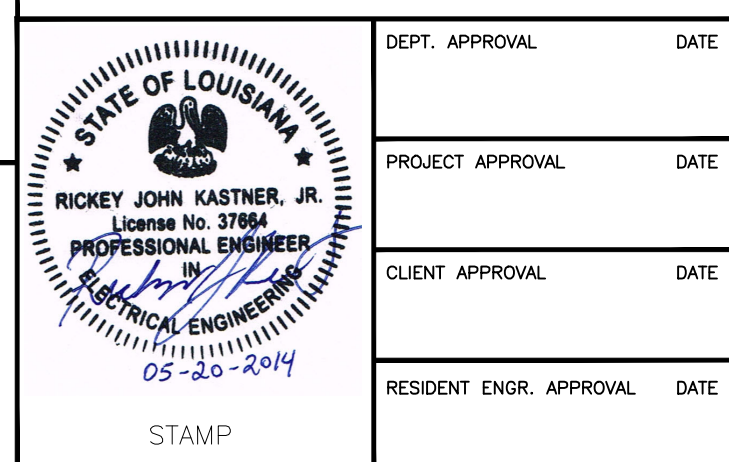 STATE OF LOUISIANA
RICKEY JOHN KASTNER, JR.
License No. 37664
PROFESSIONAL ENGINEER
IN
ELECTRICAL ENGINEERING
05-20-2014
STAMP
DEPT. APPROVAL DATE
PROJECT APPROVAL DATE
CLIENT APPROVAL DATE
RESIDENT ENGR. APPROVAL DATE